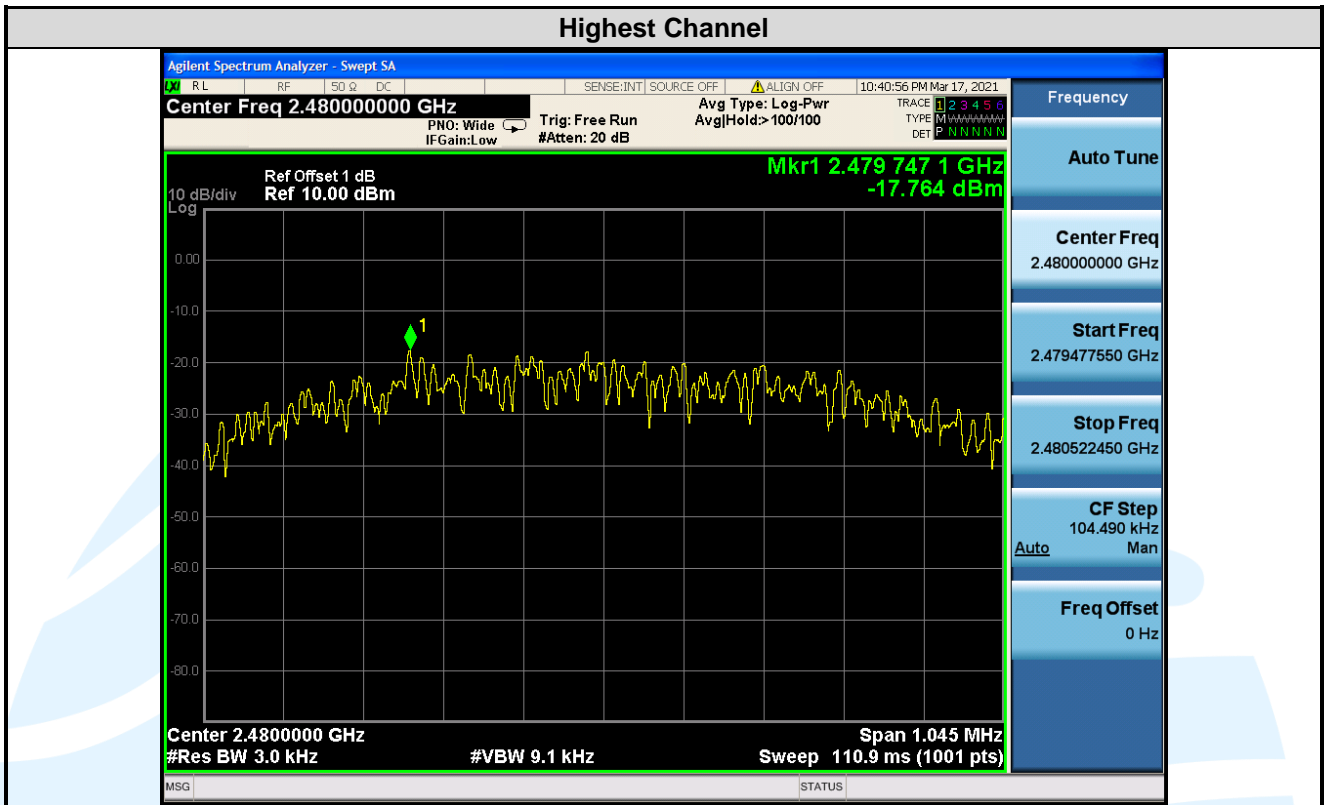 Highest Channel
Agilent Spectrum Analyzer - Swept SA
LXI RL RF 50 Ω DC SENSE:INT SOURCE OFF ALIGN OFF 10:40:56 PM Mar 17, 2021
Center Freq 2.480000000 GHz
PNO: Wide
IFGain:Low
Trig: Free Run
#Atten: 20 dB
Avg Type: Log-Pwr
Avg|Hold:>100/100
TRACE 1 2 3 4 5 6
TYPE M WWWWWW
DET P N N N N N
Ref Offset 1 dB
Ref 10.00 dBm
10 dB/div
Log
Mkr1 2.479 747 1 GHz
-17.764 dBm
0.00
-10.0
-20.0
-30.0
-40.0
-50.0
-60.0
-70.0
-80.0
1
Center 2.4800000 GHz
Span 1.045 MHz
#Res BW 3.0 kHz
#VBW 9.1 kHz
Sweep 110.9 ms (1001 pts)
MSG
STATUS
Frequency
Auto Tune
Center Freq
2.480000000 GHz
Start Freq
2.479477550 GHz
Stop Freq
2.480522450 GHz
CF Step
104.490 kHz
Auto Man
Freq Offset
0 Hz